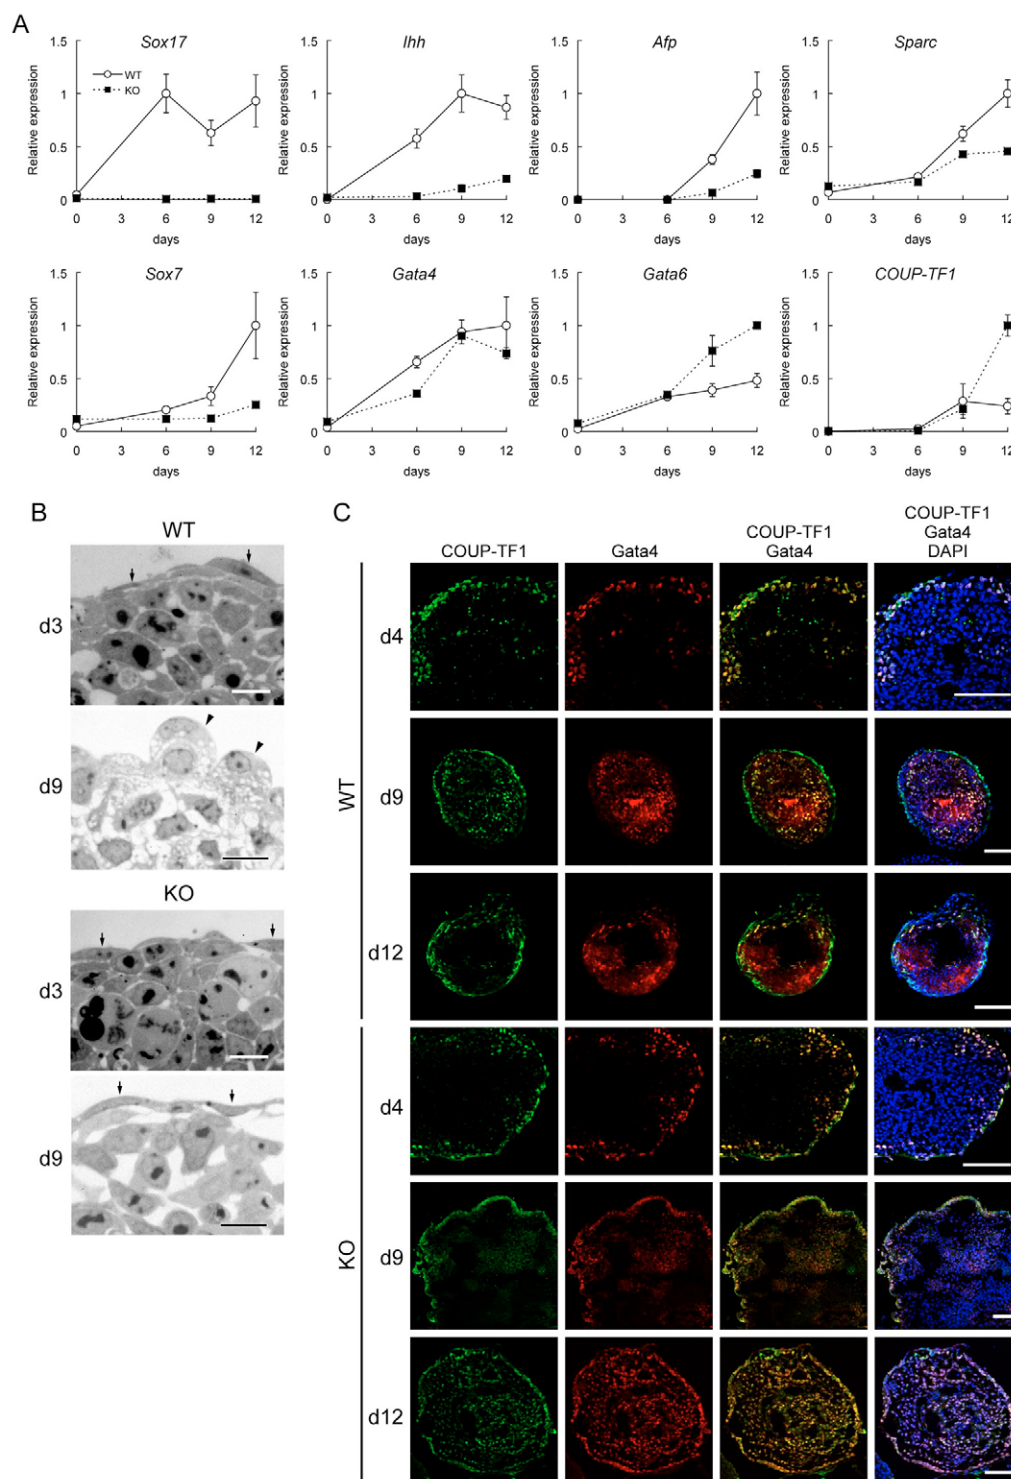 A
Sox17
Ihh
Afp
Sparc
1.5
1
0.5
0
Relative expression
WT
KO
0 3 6 9 12
days
1.5
1
0.5
0
Relative expression
0 3 6 9 12
days
1.5
1
0.5
0
Relative expression
0 3 6 9 12
days
1.5
1
0.5
0
Relative expression
0 3 6 9 12
days
Sox7
Gata4
Gata6
COUP-TF1
1.5
1
0.5
0
Relative expression
0 3 6 9 12
days
1.5
1
0.5
0
Relative expression
0 3 6 9 12
days
1.5
1
0.5
0
Relative expression
0 3 6 9 12
days
1.5
1
0.5
0
Relative expression
0 3 6 9 12
days
B
WT
d3
d9
KO
d3
d9
C
COUP-TF1
Gata4
COUP-TF1
Gata4
COUP-TF1
Gata4
DAPI
WT
d4
d9
d12
KO
d4
d9
d12